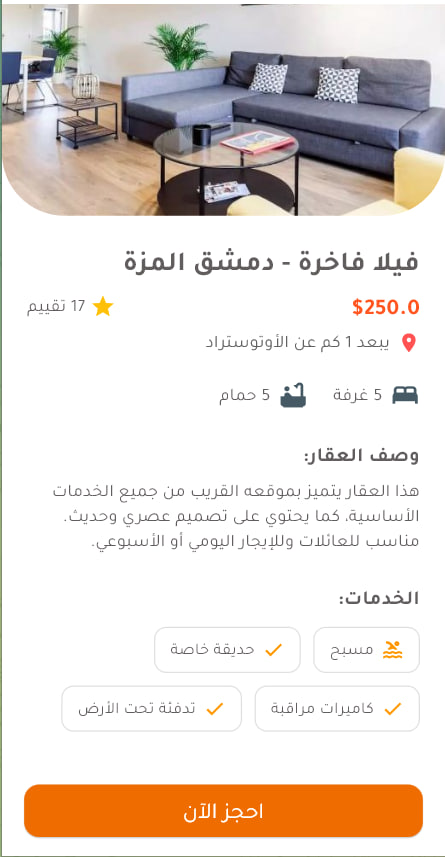 فيلا فاخرة - دمشق المزة
$250.0
17 تقييم
يبعد 1 كم عن الأوتوستراد
5 غرفة
5 حمام
وصف العقار:
هذا العقار يتميز بموقعه القريب من جميع الخدمات
الأساسية، كما يحتوي على تصميم عصري وحديث.
مناسب للعائلات وللإيجار اليومي أو الأسبوعي.
الخدمات:
مسبح
حديقة خاصة
كاميرات مراقبة
تدفئة تحت الأرض
احجز الآن